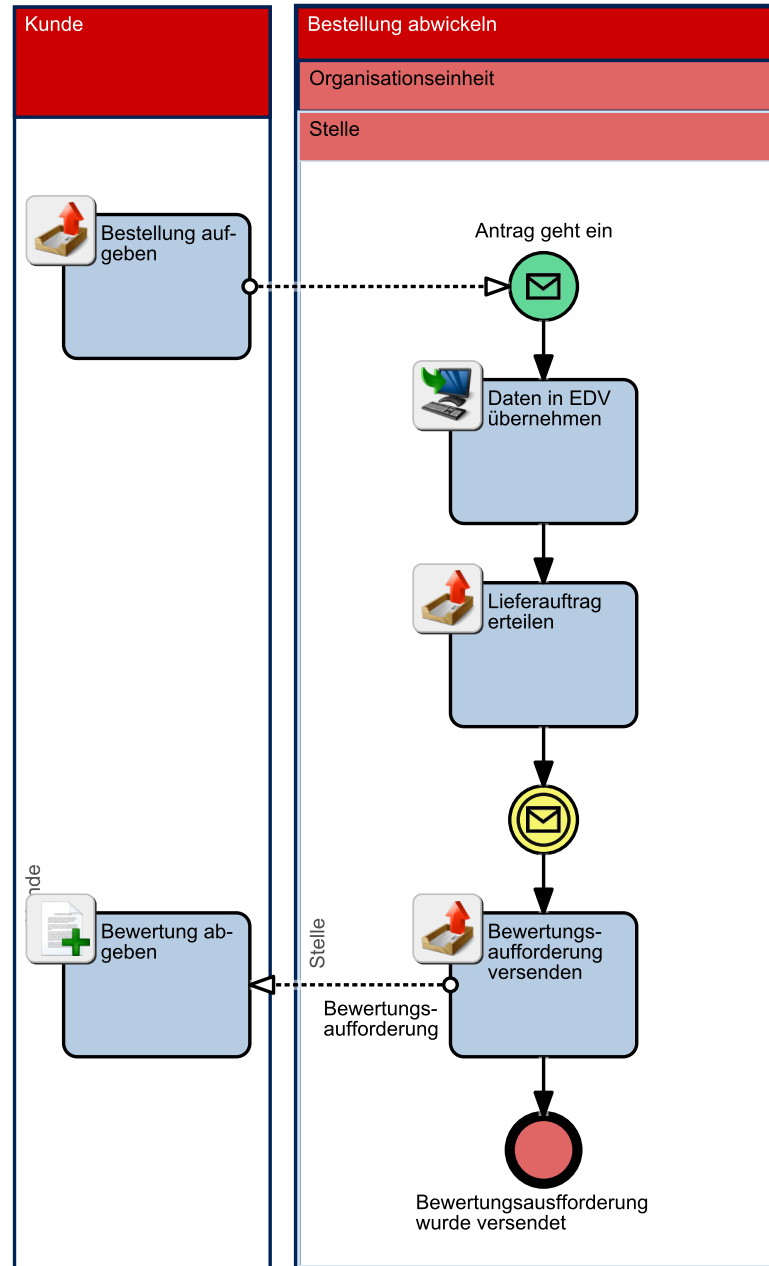 Kunde
Bestellung abwickeln
Organisationseinheit
Stelle
Bestellung auf-
geben
Antrag geht ein
Daten in EDV
übernehmen
Lieferauftrag
erteilen
Bewertung ab-
geben
Stelle
Bewertungs-
aufforderung
versenden
Bewertungs-
aufforderung
Bewertungsausfforderung
wurde versendet